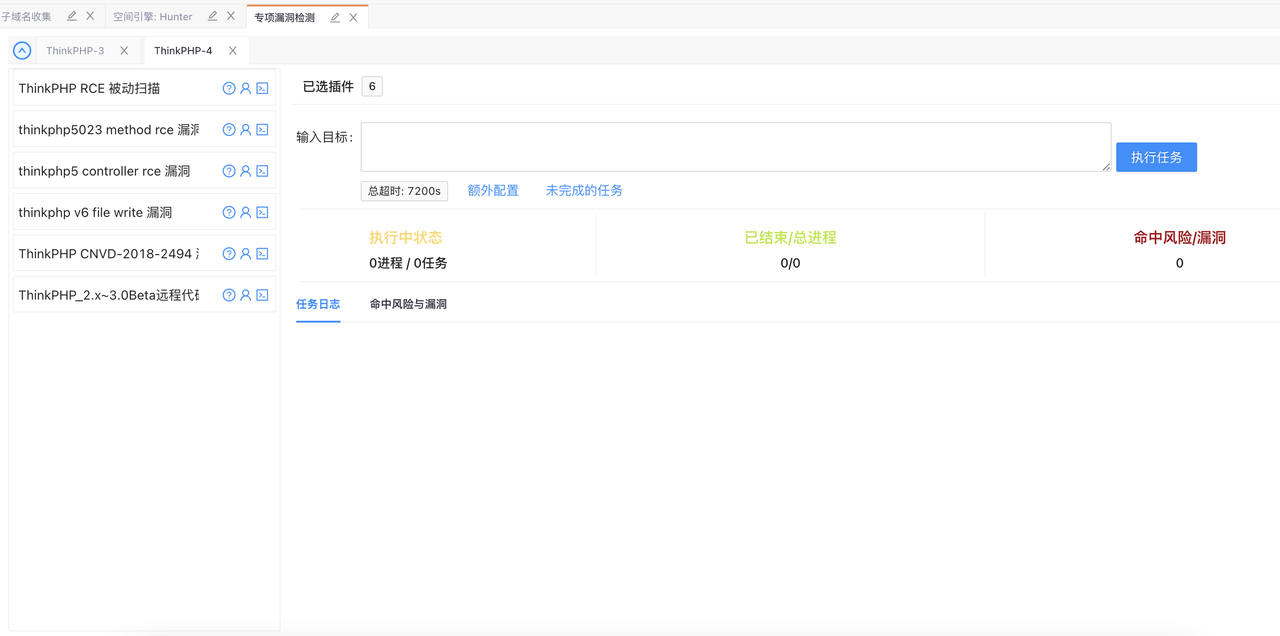 子域名收集
空间引擎: Hunter
专项漏洞检测
ThinkPHP-3
ThinkPHP-4
ThinkPHP RCE 被动扫描
thinkphp5023 method rce 漏
thinkphp5 controller rce 漏洞
thinkphp v6 file write 漏洞
ThinkPHP CNVD-2018-2494
ThinkPHP_2.x~3.0Beta远程代
已选插件 6
输入目标:
执行任务
总超时: 7200s 额外配置 未完成的任务
执行中状态
0进程 / 0任务
已结束/总进程
0/0
命中风险/漏洞
0
任务日志 命中风险与漏洞